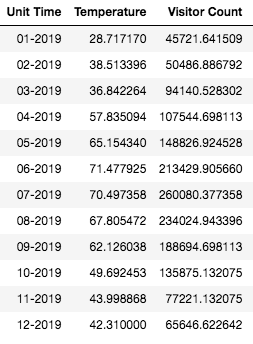 Unit Time Temperature Visitor Count
01-2019 28.717170 45721.641509
02-2019 38.513396 50486.886792
03-2019 36.842264 94140.528302
04-2019 57.835094 107544.698113
05-2019 65.154340 148826.924528
06-2019 71.477925 213429.905660
07-2019 70.497358 260080.377358
08-2019 67.805472 234024.943396
09-2019 62.126038 188694.698113
10-2019 49.692453 135875.132075
11-2019 43.998868 77221.132075
12-2019 42.310000 65646.622642